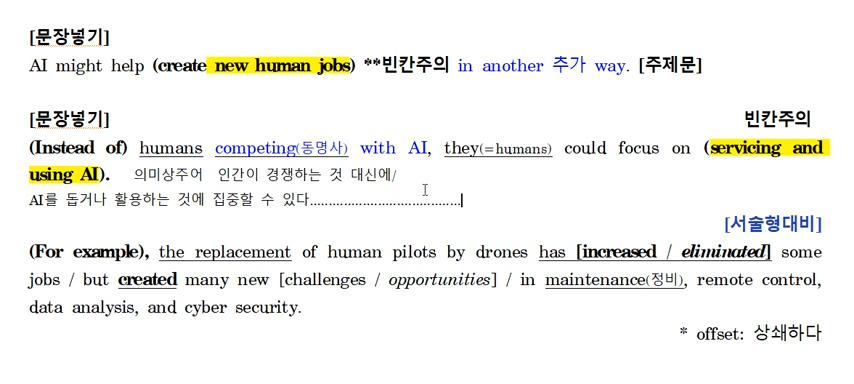 [문장넣기]
AI might help (create new human jobs) **빈칸주의 in another 추가 way. [주제문]
[문장넣기] 빈칸주의
(Instead of) humans competing(동명사) with AI, they(=humans) could focus on (servicing and
using AI). 의미상주어 인간이 경쟁하는 것 대신에/
AI를 돕거나 활용하는 것에 집중할 수 있다.........................................
[서술형대비]
(For example), the replacement of human pilots by drones has [increased / eliminated] some
jobs / but created many new [challenges / opportunities] / in maintenance(정비), remote control,
data analysis, and cyber security.
* offset: 상쇄하다